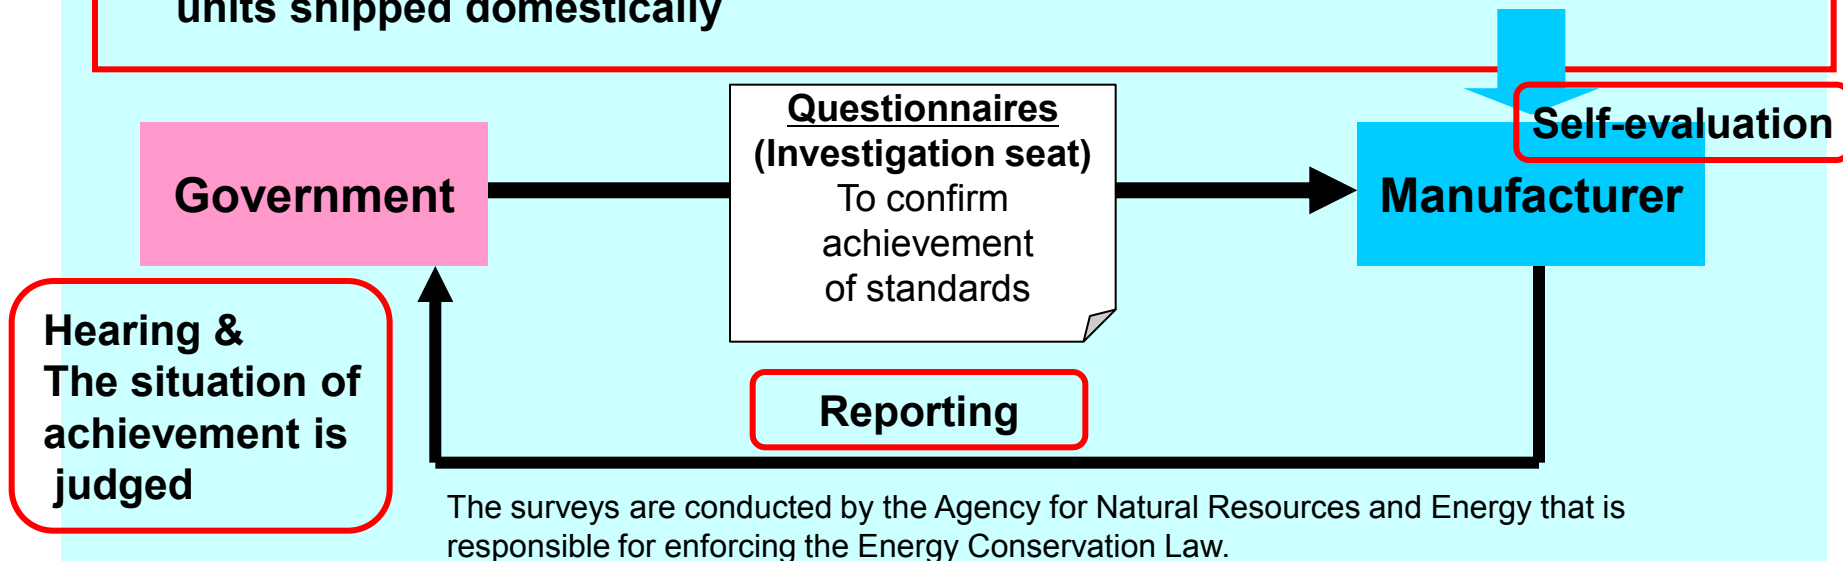 units shipped domestically
Questionnaires
(Investigation seat)
To confirm
achievement
of standards
Self-evaluation
Government
Manufacturer
Hearing &
The situation of
achievement is
judged
Reporting
The surveys are conducted by the Agency for Natural Resources and Energy that is
responsible for enforcing the Energy Conservation Law.